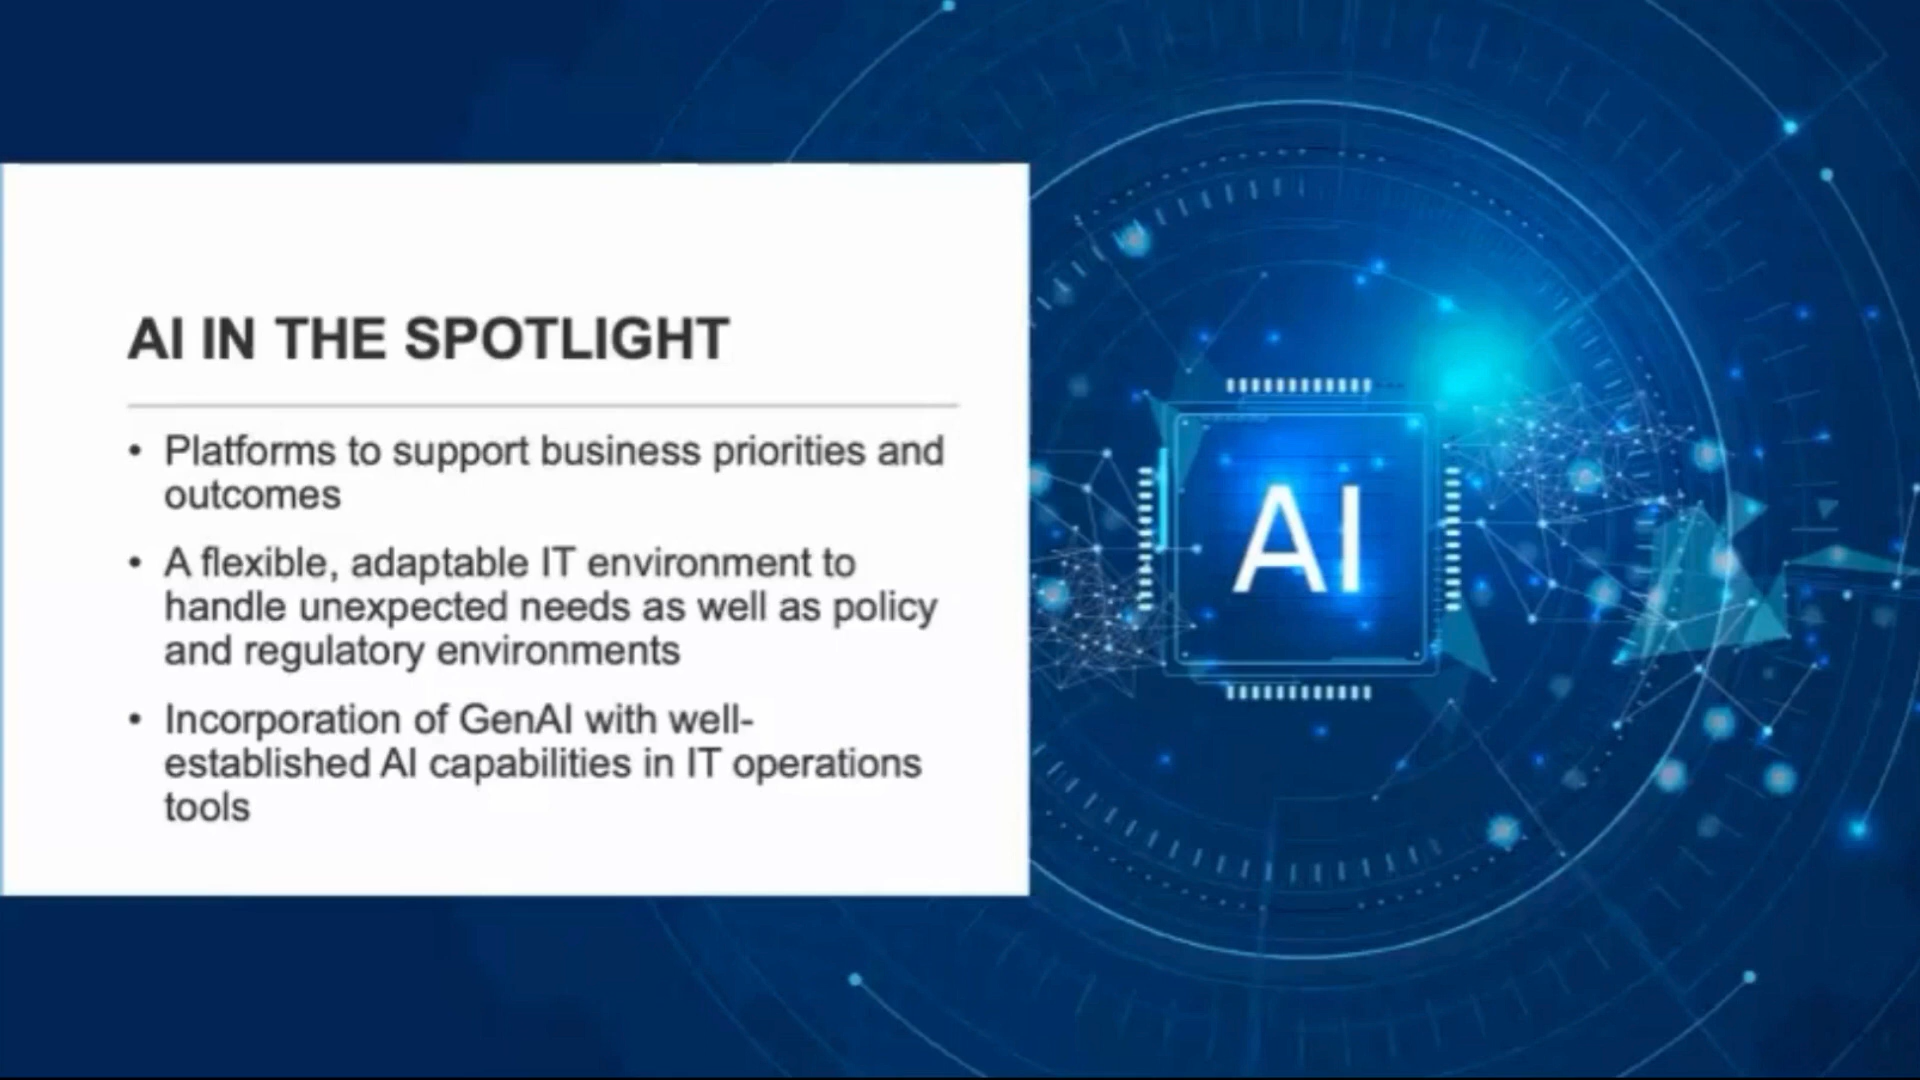 AI IN THE SPOTLIGHT
• Platforms to support business priorities and
outcomes
• A flexible, adaptable IT environment to
handle unexpected needs as well as policy
and regulatory environments
• Incorporation of GenAI with well-
established AI capabilities in IT operations
tools
AI